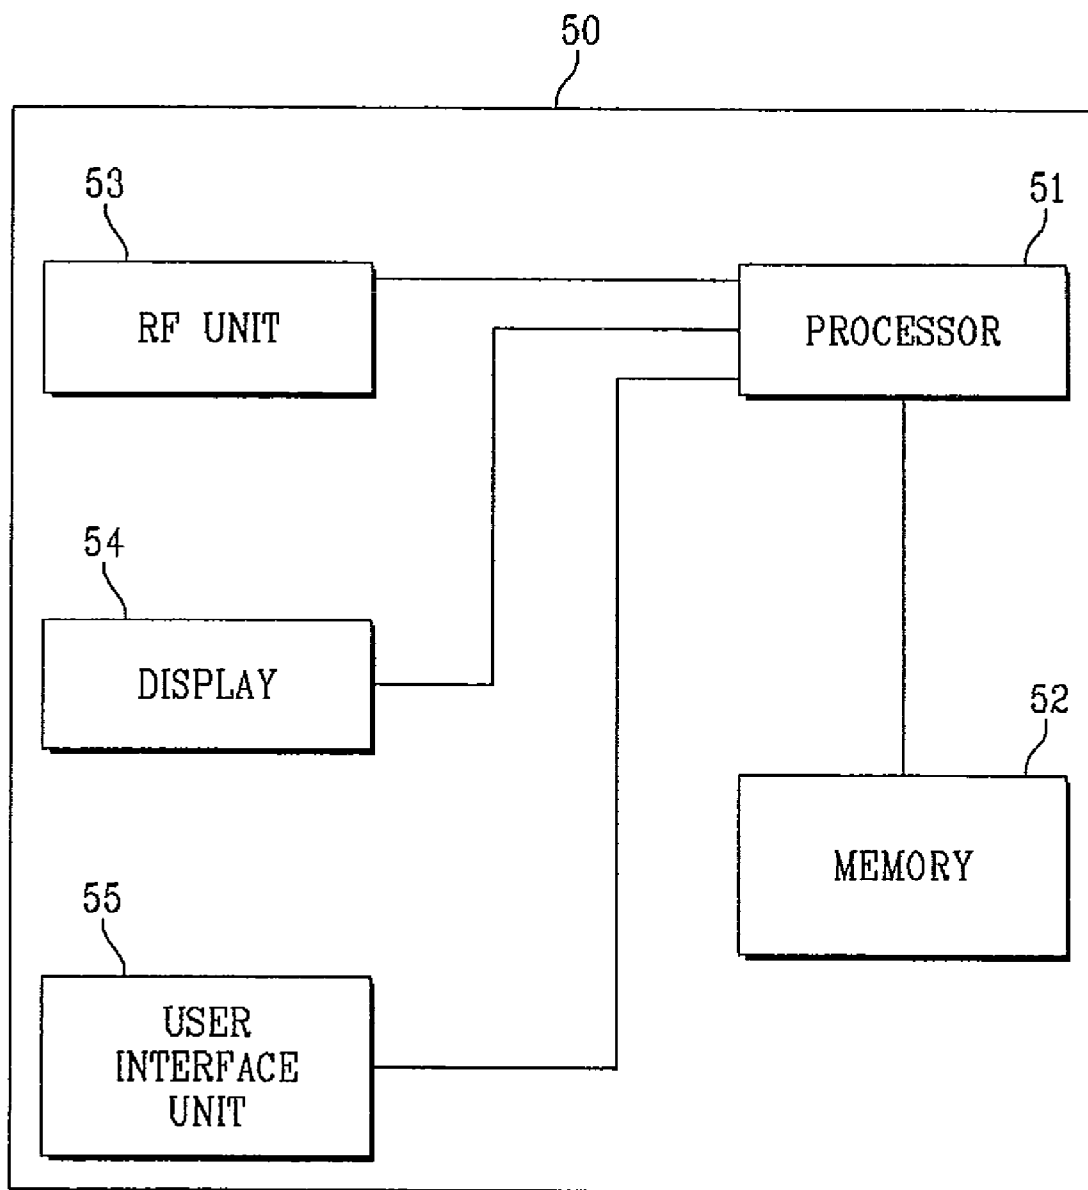 50
53
51
RF UNIT
PROCESSOR
54
DISPLAY
52
MEMORY
55
USER
INTERFACE
UNIT